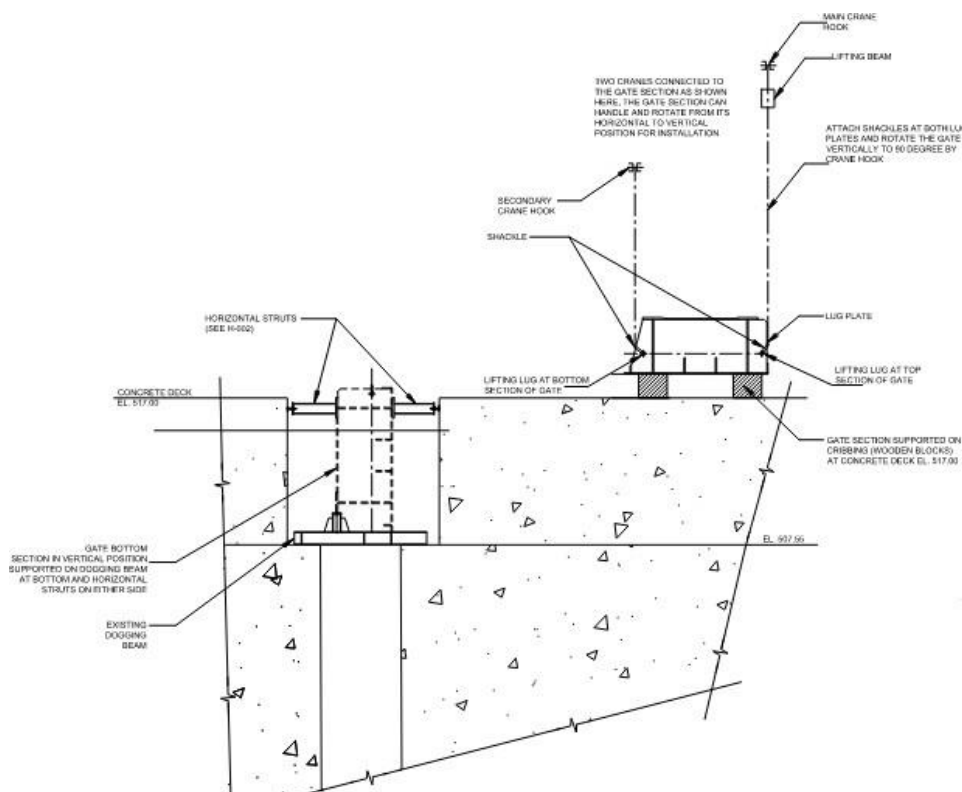 MAIN CRANE
HOOK
LIFTING BEAM
TWO CRANES CONNECTED TO
THE GATE SECTION AS SHOWN
HERE, THE GATE SECTION CAN
HANDLE AND ROTATE FROM ITS
HORIZONTAL TO VERTICAL
POSITION FOR INSTALLATION
ATTACH SHACKLES AT BOTH LUG
PLATES AND ROTATE THE GATE
VERTICALLY TO 90 DEGREE BY
CRANE HOOK
SECONDARY
CRANE HOOK
SHACKLE
HORIZONTAL STRUTS
(SEE H-002)
LUG PLATE
LIFTING LUG AT BOTTOM
SECTION OF GATE
LIFTING LUG AT TOP
SECTION OF GATE
CONCRETE DECK
EL. 517.00
GATE SECTION SUPPORTED ON
CRIBBING (WOODEN BLOCKS)
AT CONCRETE DECK EL. 517.00
EL. 507.55
GATE BOTTOM
SECTION IN VERTICAL POSITION
SUPPORTED ON DOGGING BEAM
AT BOTTOM AND HORIZONTAL
STRUTS ON EITHER SIDE
EXISTING
DOGGING
BEAM